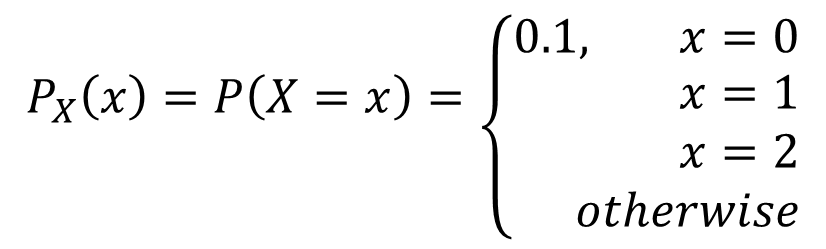 P_X(x) = P(X = x) = { 0.1, x = 0
x = 1
x = 2
otherwise